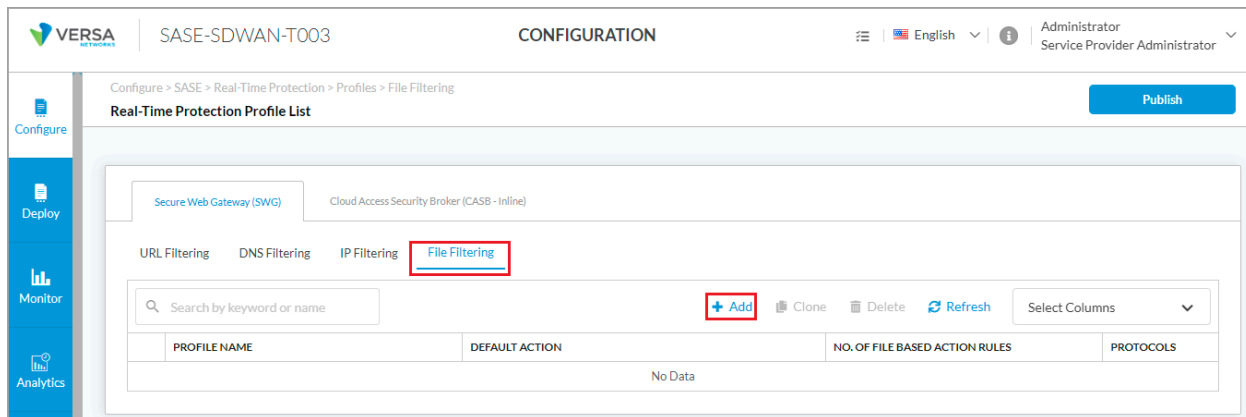 VERSA
NETWORKS
SASE-SDWAN-T003
CONFIGURATION
English
Administrator
Service Provider Administrator
Configure > SASE > Real-Time Protection > Profiles > File Filtering
Real-Time Protection Profile List
Publish
Configure
Deploy
Monitor
Analytics
Secure Web Gateway (SWG)
Cloud Access Security Broker (CASB - Inline)
URL Filtering
DNS Filtering
IP Filtering
File Filtering
Search by keyword or name
+ Add
Clone
Delete
Refresh
Select Columns
PROFILE NAME
DEFAULT ACTION
NO. OF FILE BASED ACTION RULES
PROTOCOLS
No Data